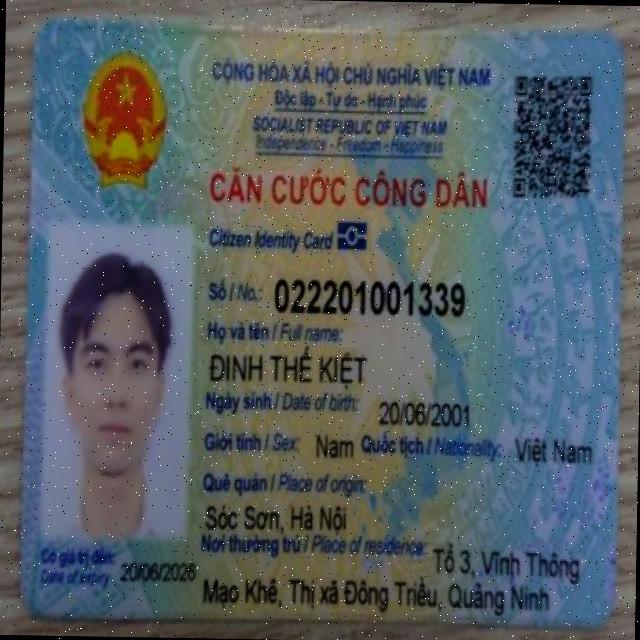 CỘNG HÒA XÃ HỘI CHỦ NGHĨA VIỆT NAM
Độc lập - Tự do - Hạnh phúc
SOCIALIST REPUBLIC OF VIET NAM
Independence - Freedom - Happiness
CĂN CƯỚC CÔNG DÂN
Citizen Identity Card
Số / No.: 022201001339
Họ và tên / Full name:
ĐINH THẾ KIỆT
Ngày sinh / Date of birth: 20/06/2001
Giới tính / Sex: Nam Quốc tịch / Nationality: Việt Nam
Quê quán / Place of origin:
Sóc Sơn, Hà Nội
Nơi thường trú / Place of residence: Tổ 3, Vĩnh Thông
Mạo Khê, Thị xã Đông Triều, Quảng Ninh
Có giá trị đến:
Date of expiry 20/06/2026